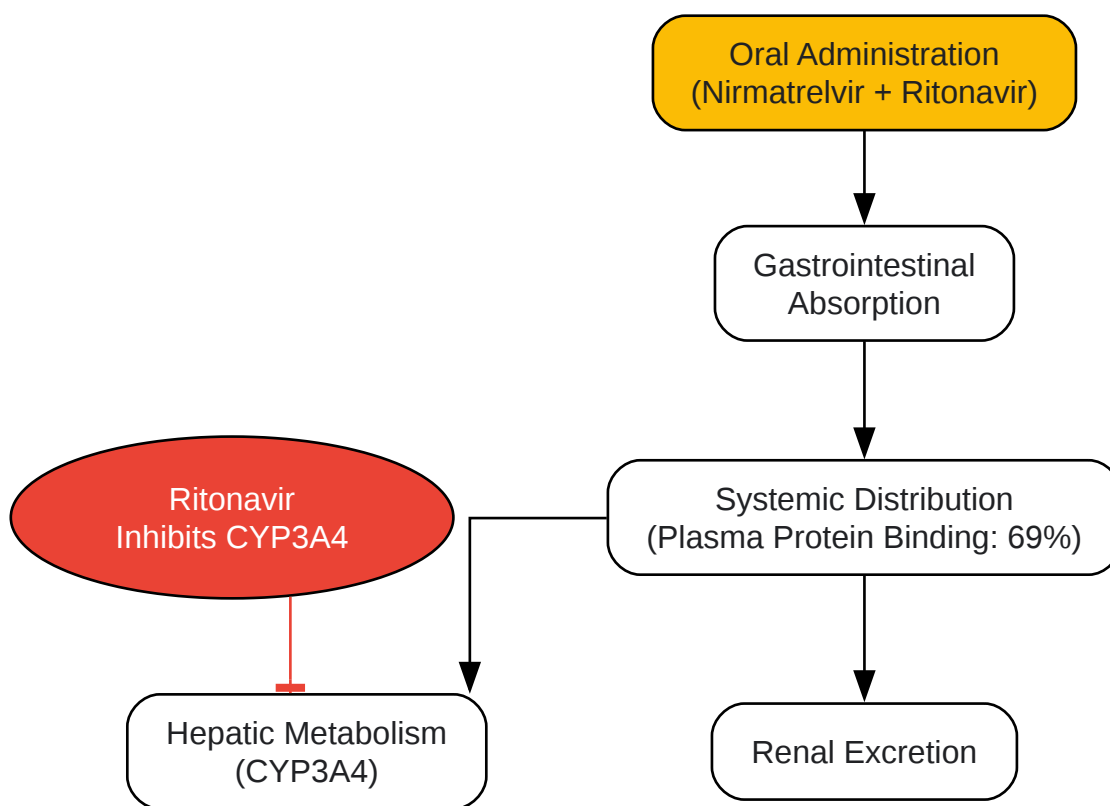 Oral Administration
(Nirmatrelvir + Ritonavir)
Gastrointestinal
Absorption
Systemic Distribution
(Plasma Protein Binding: 69%)
Ritonavir
Inhibits CYP3A4
Hepatic Metabolism
(CYP3A4)
Renal Excretion